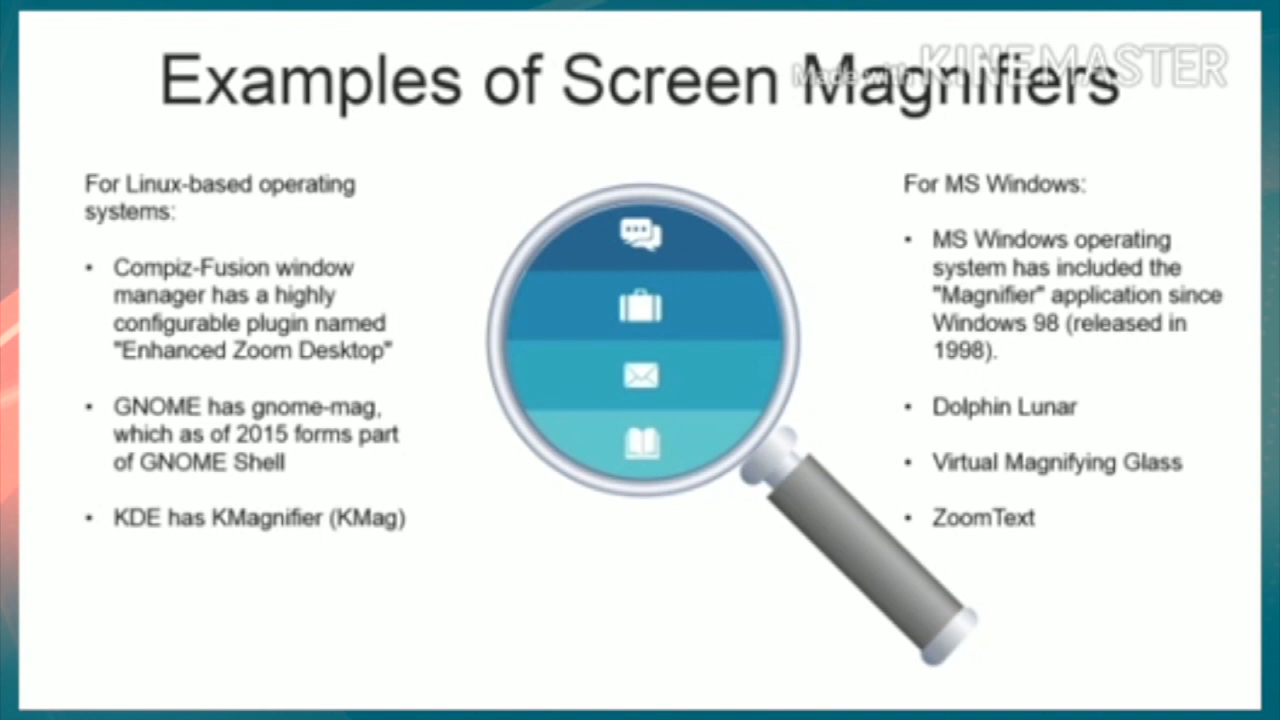 Examples of Screen Magnifiers
Made with KINEMASTER
For Linux-based operating
systems:
• Compiz-Fusion window
manager has a highly
configurable plugin named
"Enhanced Zoom Desktop"
• GNOME has gnome-mag,
which as of 2015 forms part
of GNOME Shell
• KDE has KMagnifier (KMag)
For MS Windows:
• MS Windows operating
system has included the
"Magnifier" application since
Windows 98 (released in
1998).
• Dolphin Lunar
• Virtual Magnifying Glass
• ZoomText